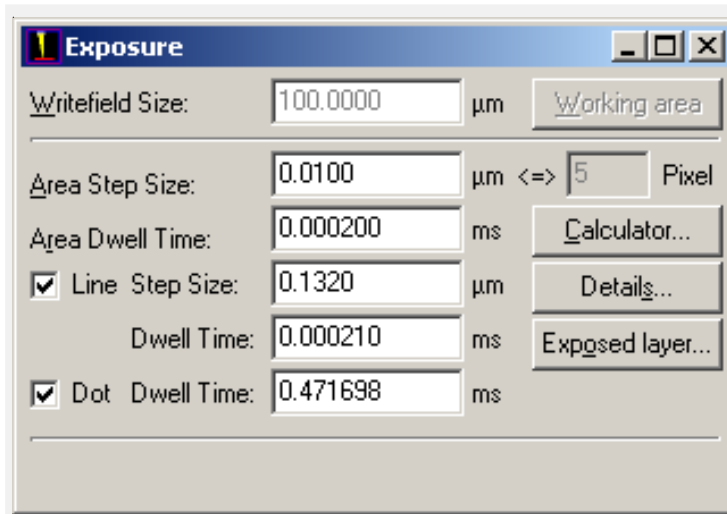 Exposure
Writefield Size: 100.0000 µm Working area
Area Step Size: 0.0100 µm <=> 5 Pixel
Area Dwell Time: 0.000200 ms Calculator...
Line Step Size: 0.1320 µm Details...
Dwell Time: 0.000210 ms Exposed layer...
Dot Dwell Time: 0.471698 ms